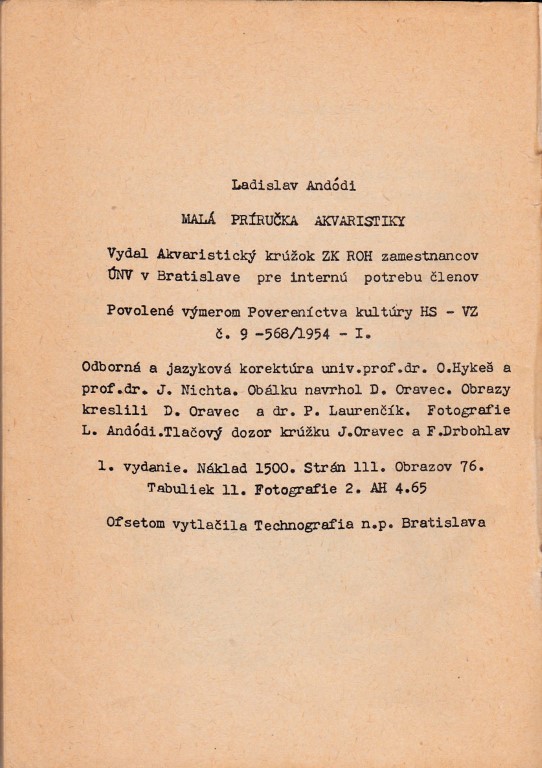 Ladislav Andódi
MALÁ PRÍRUČKA AKVARISTIKY
Vydal Akvaristický krúžok ZK ROH zamestnancov
ÚNV v Bratislave pre internú potrebu členov
Povolené výmerom Povereníctva kultúry HS - VZ
č. 9 -568/1954 - I.
Odborná a jazyková korektúra univ.prof.dr. O.Hykeš a
prof.dr. J. Nichta. Obálku navrhol D. Oravec. Obrazy
kreslili D. Oravec a dr. P. Laurenčík. Fotografie
L. Andódi.Tlačový dozor krúžku J.Oravec a F.Drbohlav
1. vydanie. Náklad 1500. Strán 111. Obrazov 76.
Tabuliek 11. Fotografie 2. AH 4.65
Ofsetom vytlačila Technografia n.p. Bratislava